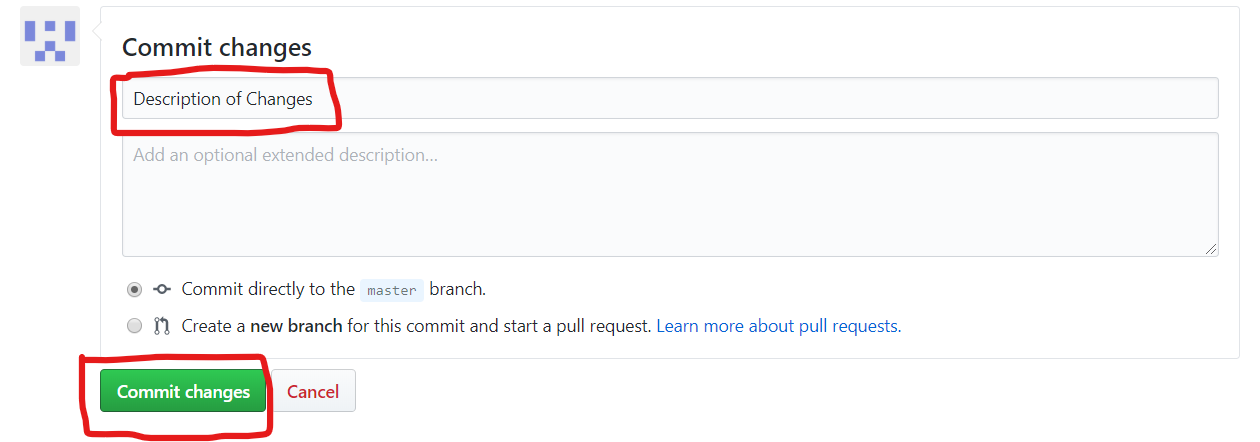 Commit changes
Description of Changes
Add an optional extended description...
Commit directly to the master branch.
Create a new branch for this commit and start a pull request. Learn more about pull requests.
Commit changes Cancel